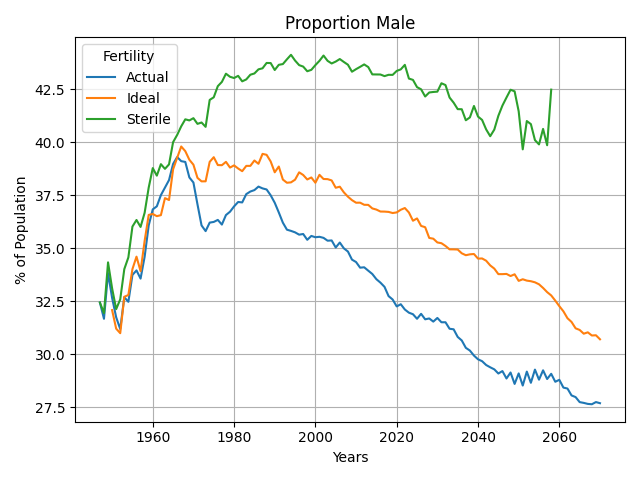 Proportion Male
Fertility
Actual
Ideal
Sterile
% of Population
42.5
40.0
37.5
35.0
32.5
30.0
27.5
1960 1980 2000 2020 2040 2060
Years